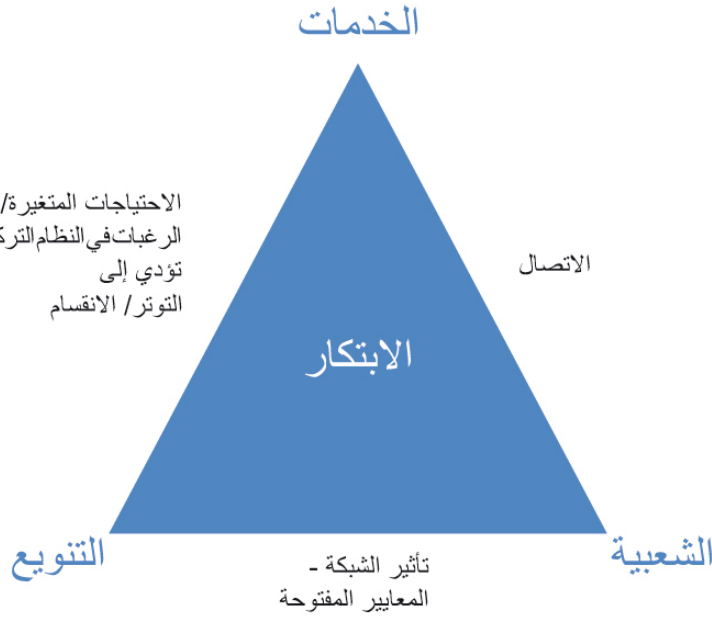 الخدمات
الاحتياجات المتغيرة/
الرغبات في النظام
تؤدي إلى
التوتر/ الانقسام
الاتصال
الابتكار
التنويع
تأثير الشبكة -
المعايير المفتوحة
الشعبية